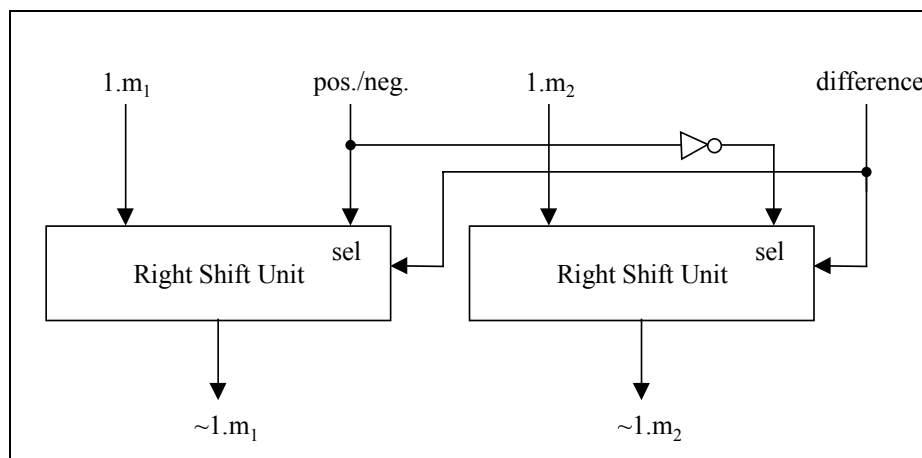 1.m₁ pos./neg. 1.m₂ difference
sel sel
Right Shift Unit Right Shift Unit
~1.m₁ ~1.m₂